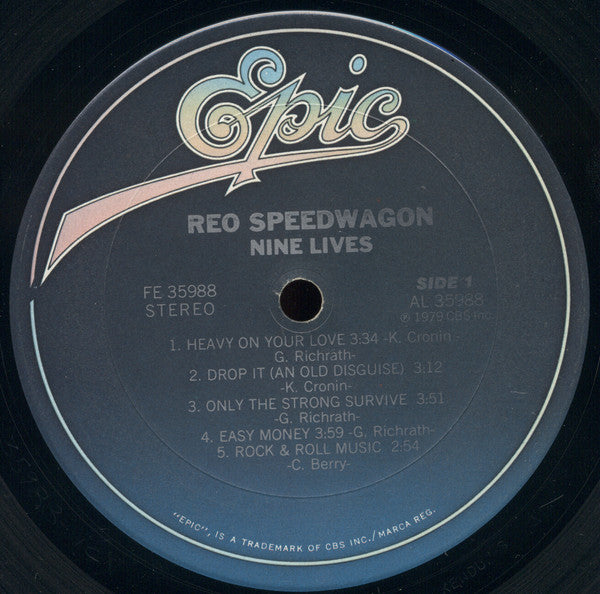 Epic
REO SPEEDWAGON
NINE LIVES
FE 35988
STEREO
SIDE 1
AL 35988
℗ 1979 CBS Inc.
1. HEAVY ON YOUR LOVE 3:34 -K. Cronin-
G. Richrath-
2. DROP IT (AN OLD DISGUISE) 3:12
-K. Cronin-
3. ONLY THE STRONG SURVIVE 3:51
-G. Richrath-
4. EASY MONEY 3:59 -G. Richrath-
5. ROCK & ROLL MUSIC 2:54
-C. Berry-
"EPIC", IS A TRADEMARK OF CBS INC./MARCA REG.